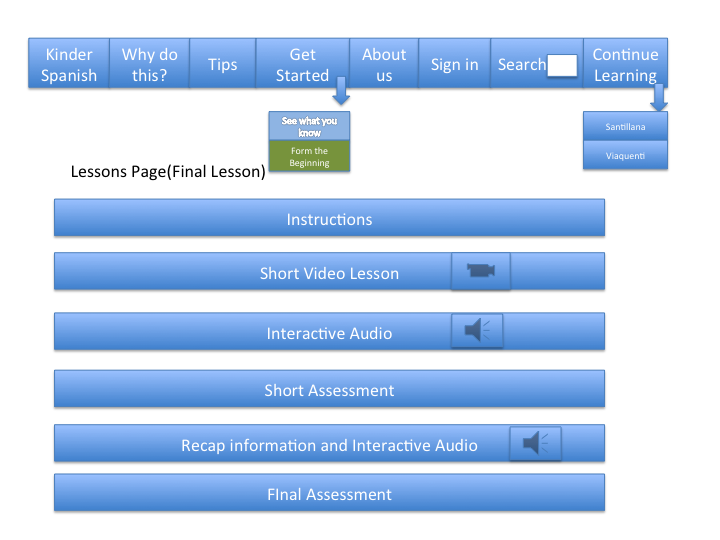 Kinder Spanish
Why do this?
Tips
Get Started
About us
Sign in
Search
Continue Learning
See what you know
Form the Beginning
Santillana
Viaquenti
Lessons Page(Final Lesson)
Instructions
Short Video Lesson
Interactive Audio
Short Assessment
Recap information and Interactive Audio
FInal Assessment